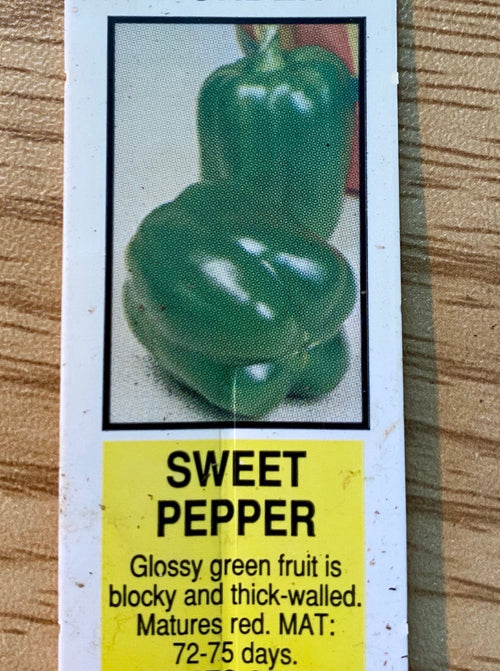 SWEET
PEPPER
Glossy green fruit is
blocky and thick-walled.
Matures red. MAT:
72-75 days.